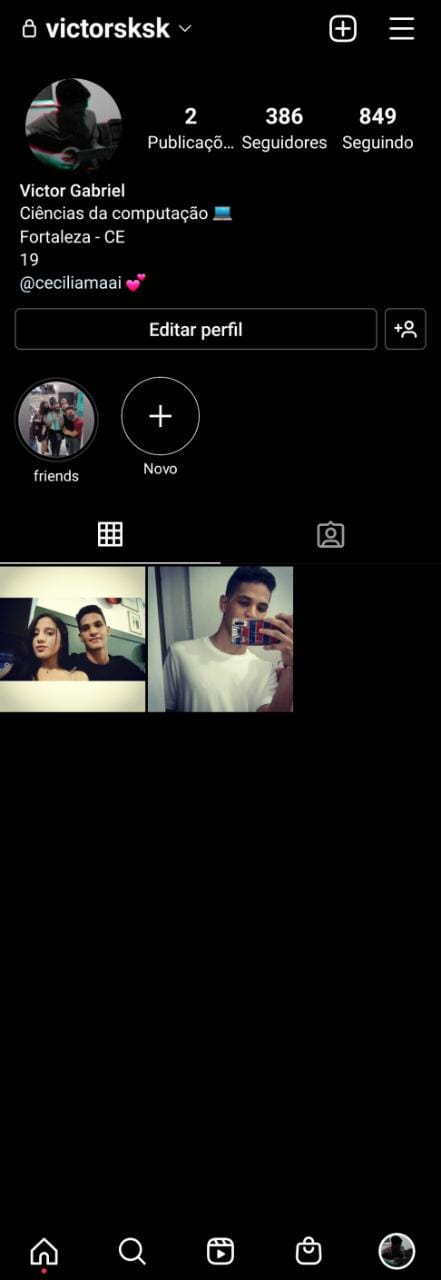 victorsksk
2 386 849
Publicaçõ... Seguidores Seguindo
Victor Gabriel
Ciências da computação 💻
Fortaleza - CE
19
@ceciliamaai 💕
Editar perfil
friends Novo